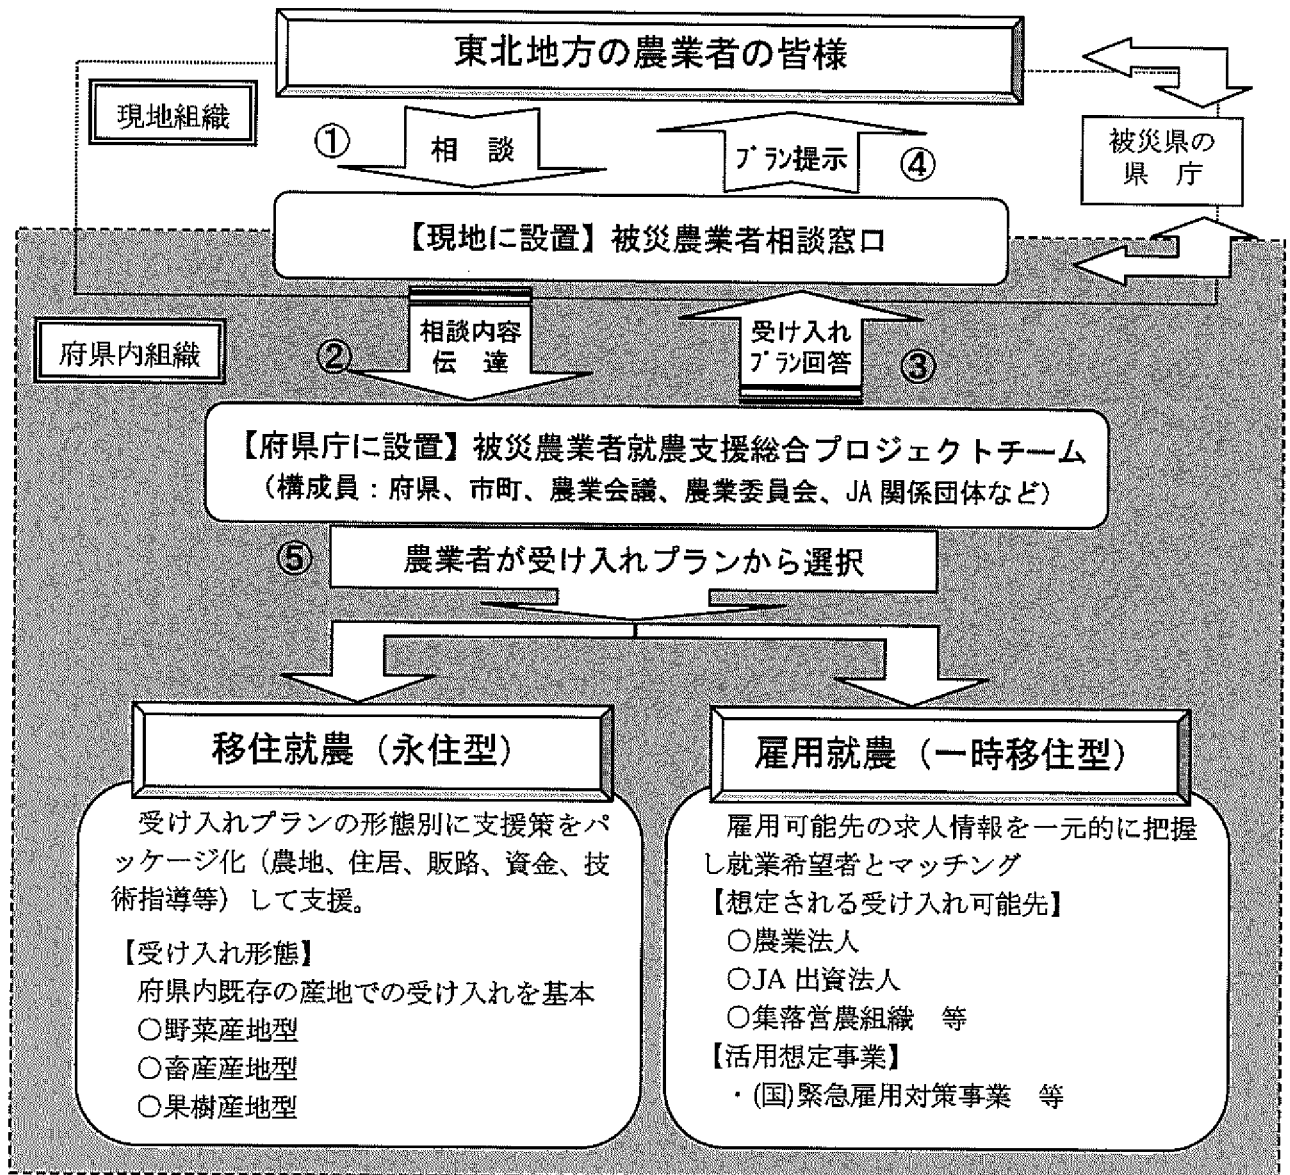 東北地方の農業者の皆様
現地組織
① 相　談
プラン提示 ④
被災県の
県　庁
【現地に設置】被災農業者相談窓口
府県内組織
② 相談内容
伝　達
受け入れ
プラン回答 ③
【府県庁に設置】被災農業者就農支援総合プロジェクトチーム
（構成員：府県、市町、農業会議、農業委員会、JA関係団体など）
⑤ 農業者が受け入れプランから選択
移住就農（永住型）
受け入れプランの形態別に支援策をパ
ッケージ化（農地、住居、販路、資金、技
術指導等）して支援。
【受け入れ形態】
府県内既存の産地での受け入れを基本
○野菜産地型
○畜産産地型
○果樹産地型
雇用就農（一時移住型）
雇用可能先の求人情報を一元的に把握
し就業希望者とマッチング
【想定される受け入れ可能先】
○農業法人
○JA 出資法人
○集落営農組織　等
【活用想定事業】
・(国)緊急雇用対策事業　等